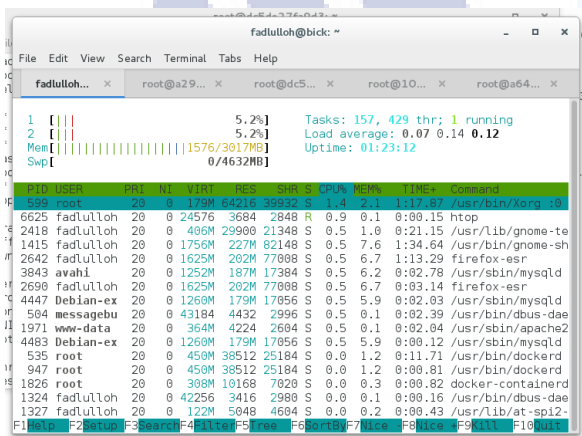 fadlulloh@bick: ~
File Edit View Search Terminal Tabs Help
fadlulloh... × root@a29... × root@dc5... × root@10... × root@a64... ×
1 [||| 5.2%] Tasks: 157, 429 thr; 1 running
2 [||| 5.2%] Load average: 0.07 0.14 0.12
Mem[||||||||||||||||||||1576/3017MB] Uptime: 01:23:12
Swp[ 0/4632MB]
PID USER PRI NI VIRT RES SHR S CPU% MEM% TIME+ Command
599 root 20 0 179M 64216 39932 S 1.4 2.1 1:17.87 /usr/bin/Xorg :0
6625 fadlulloh 20 0 24576 3684 2848 R 0.9 0.1 0:00.15 htop
2418 fadlulloh 20 0 406M 29900 21348 S 0.5 1.0 0:21.15 /usr/lib/gnome-te
1415 fadlulloh 20 0 1756M 227M 82148 S 0.5 7.6 1:34.64 /usr/bin/gnome-sh
2642 fadlulloh 20 0 1625M 202M 77008 S 0.5 6.7 1:13.29 firefox-esr
3843 avahi 20 0 1252M 187M 17384 S 0.5 6.2 0:02.78 /usr/sbin/mysqld
2690 fadlulloh 20 0 1625M 202M 77008 S 0.5 6.7 0:03.14 firefox-esr
4447 Debian-ex 20 0 1260M 179M 17056 S 0.5 5.9 0:02.03 /usr/sbin/mysqld
504 messagebu 20 0 43184 4432 2996 S 0.5 0.1 0:02.39 /usr/bin/dbus-dae
1971 www-data 20 0 364M 4224 2604 S 0.5 0.1 0:02.04 /usr/sbin/apache2
4483 Debian-ex 20 0 1260M 179M 17056 S 0.5 5.9 0:00.12 /usr/sbin/mysqld
535 root 20 0 450M 38512 25184 S 0.0 1.2 0:11.71 /usr/bin/dockerd
947 root 20 0 450M 38512 25184 S 0.0 1.2 0:00.81 /usr/bin/dockerd
1826 root 20 0 308M 10168 7020 S 0.0 0.3 0:00.82 docker-containerd
1324 fadlulloh 20 0 42256 3416 2980 S 0.0 0.1 0:00.16 /usr/bin/dbus-dae
1327 fadlulloh 20 0 122M 5048 4604 S 0.0 0.2 0:00.43 /usr/lib/at-spi2-
F1Help F2Setup F3SearchF4FilterF5Tree F6SortByF7Nice -F8Nice +F9Kill F10Quit